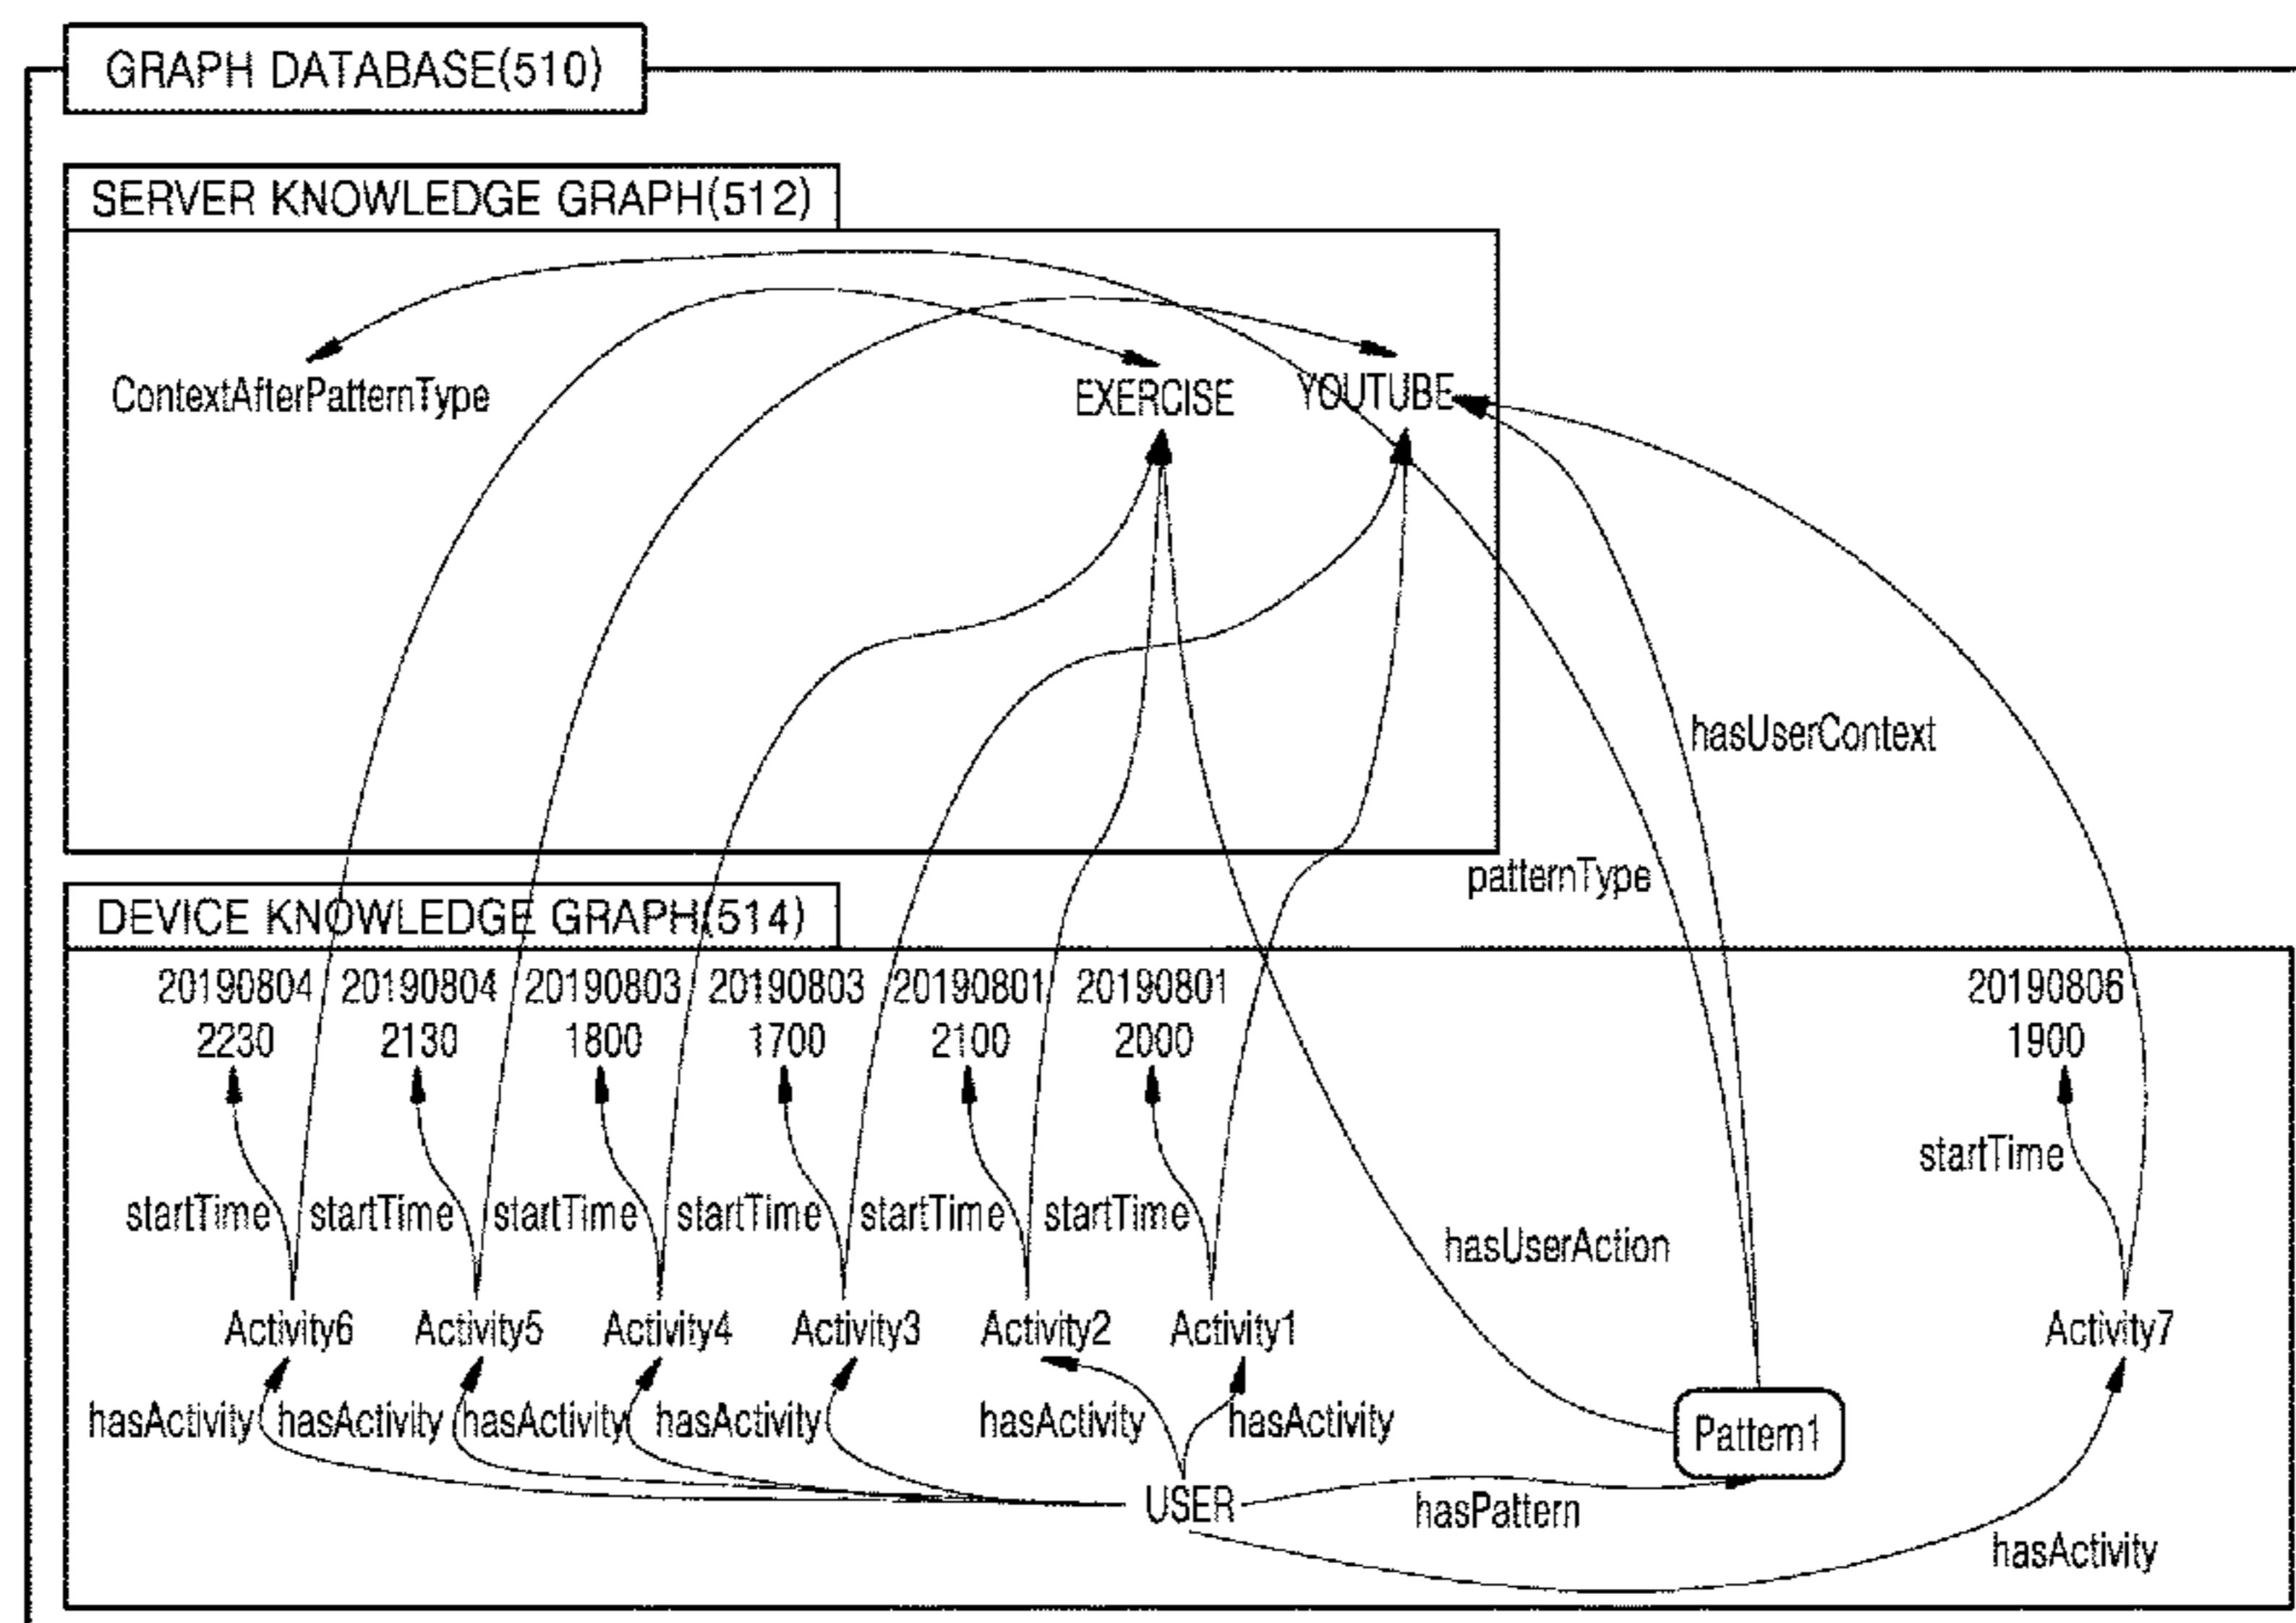 GRAPH DATABASE(510)
SERVER KNOWLEDGE GRAPH(512)
ContextAfterPatternType
EXERCISE
YOUTUBE
hasUserContext
patternType
DEVICE KNOWLEDGE GRAPH(514)
20190804 20190804 20190803 20190803 20190801 20190801 20190806
2230 2130 1800 1700 2100 2000 1900
startTime
startTime startTime startTime startTime startTime startTime
hasUserAction
Activity6 Activity5 Activity4 Activity3 Activity2 Activity1 Activity7
hasActivity hasActivity hasActivity hasActivity hasActivity hasActivity
Pattern1
USER
hasPattern
hasActivity